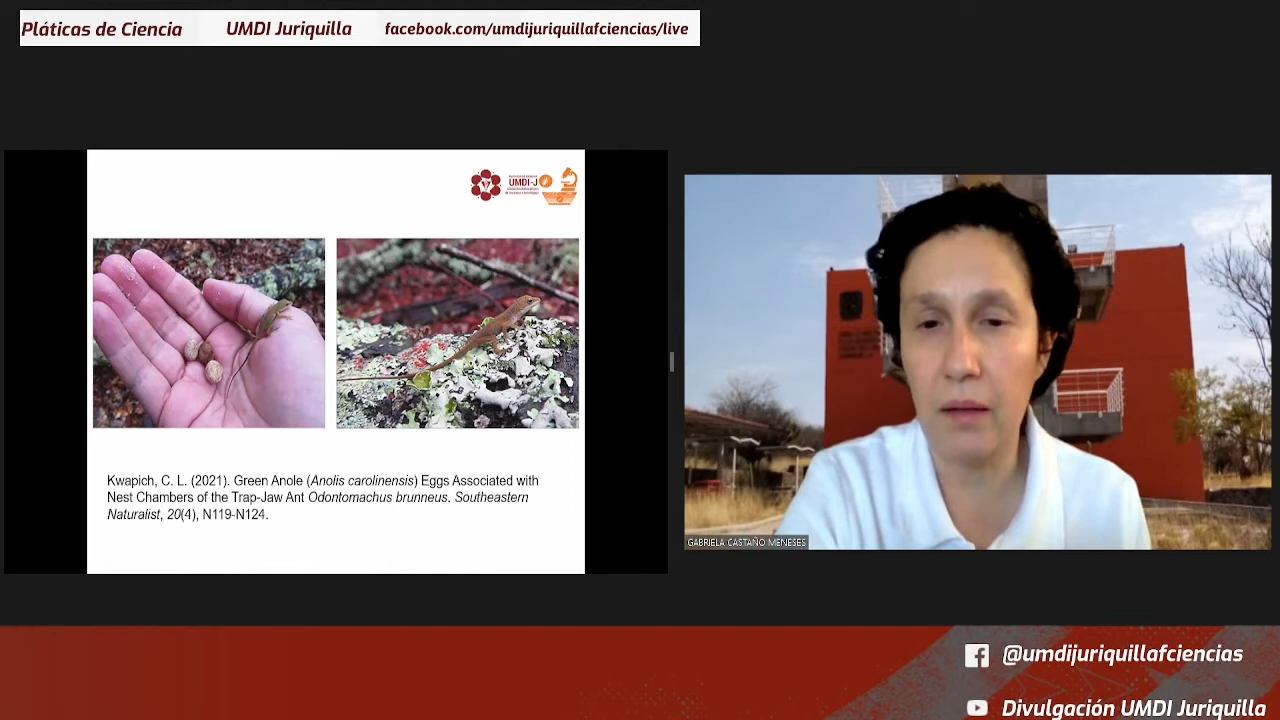 Pláticas de Ciencia UMDI Juriquilla facebook.com/umdijuriquillafciencias/live
UMDI-J
Kwapich, C. L. (2021). Green Anole (Anolis carolinensis) Eggs Associated with
Nest Chambers of the Trap-Jaw Ant Odontomachus brunneus. Southeastern
Naturalist, 20(4), N119-N124.
GABRIELA CASTAÑO MENESES
@umdijuriquillafciencias
Divulgación UMDI Juriquilla